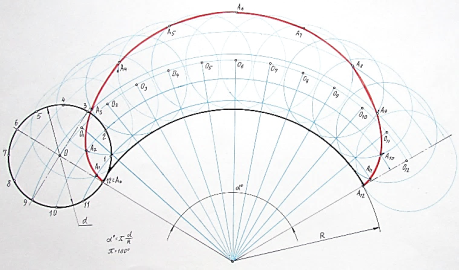 A₆
A₅
A₇
A₄
A₈
O₅
O₆
O₇
O₄
O₈
O₃
O₉
4
3
A₃
O₂
O₁₀
A₉
5
6
O₁
2
O₁₁
7
O
A₂
1
A₁₀
O₁₂
8
A₁
12=A₀
A₁₁
A₁₂
9
10
11
α°
d
R
α°=π d/R
π=180°